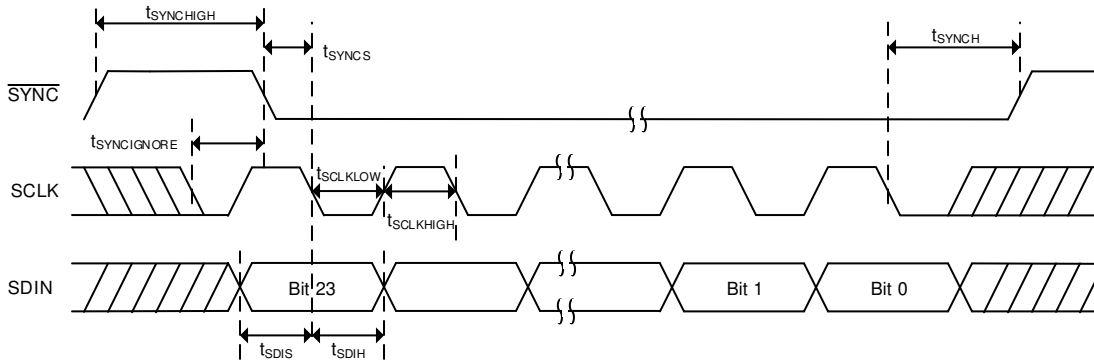 tSYNCHIGH
tSYNCS
tSYNCH
SYNC
tSYNCIGNORE
SCLK
tSCLKLOW
tSCLKHIGH
SDIN
Bit 23
Bit 1
Bit 0
tSDIS
tSDIH